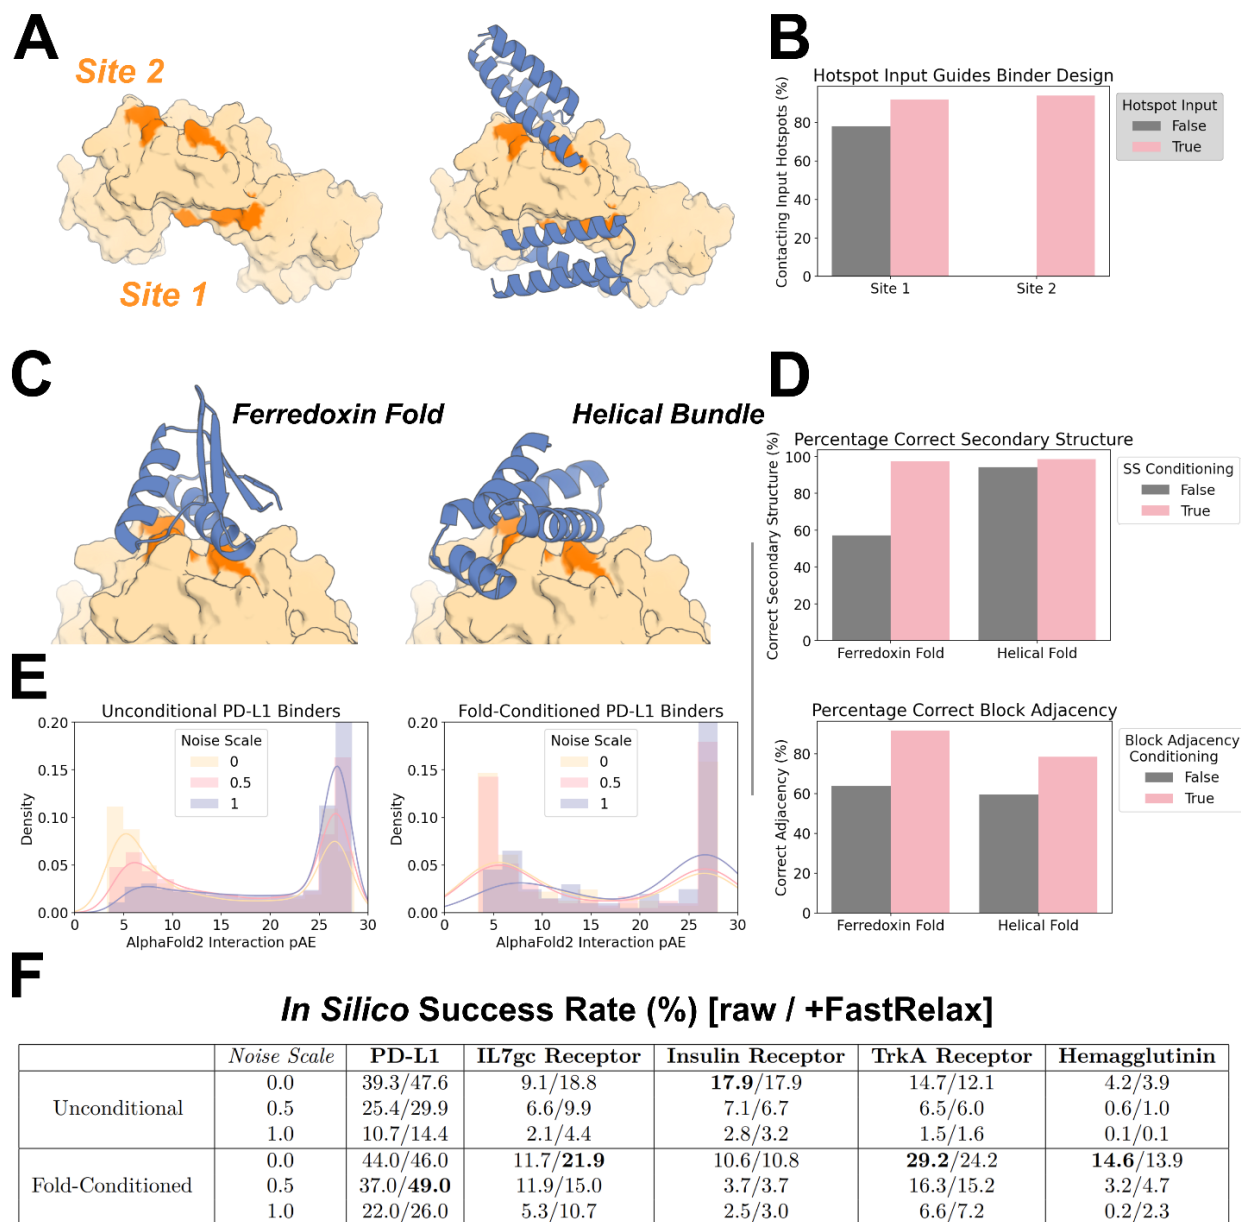 A
Site 2
Site 1
B
Hotspot Input Guides Binder Design
Contacting Input Hotspots (%)
80
60
40
20
0
Site 1
Site 2
Hotspot Input
False
True
C
Ferredoxin Fold
Helical Bundle
D
Percentage Correct Secondary Structure
Correct Secondary Structure (%)
100
80
60
40
20
0
Ferredoxin Fold
Helical Fold
SS Conditioning
False
True
Percentage Correct Block Adjacency
Correct Adjacency (%)
80
60
40
20
0
Ferredoxin Fold
Helical Fold
Block Adjacency
Conditioning
False
True
E
Unconditional PD-L1 Binders
Density
0.20
0.15
0.10
0.05
0.00
0 5 10 15 20 25 30
AlphaFold2 Interaction pAE
Noise Scale
0
0.5
1
Fold-Conditioned PD-L1 Binders
Density
0.20
0.15
0.10
0.05
0.00
0 5 10 15 20 25 30
AlphaFold2 Interaction pAE
Noise Scale
0
0.5
1
F
In Silico Success Rate (%) [raw / +FastRelax]
Noise Scale PD-L1 IL7gc Receptor Insulin Receptor TrkA Receptor Hemagglutinin
0.0 39.3/47.6 9.1/18.8 17.9/17.9 14.7/12.1 4.2/3.9
Unconditional 0.5 25.4/29.9 6.6/9.9 7.1/6.7 6.5/6.0 0.6/1.0
1.0 10.7/14.4 2.1/4.4 2.8/3.2 1.5/1.6 0.1/0.1
0.0 44.0/46.0 11.7/21.9 10.6/10.8 29.2/24.2 14.6/13.9
Fold-Conditioned 0.5 37.0/49.0 11.9/15.0 3.7/3.7 16.3/15.2 3.2/4.7
1.0 22.0/26.0 5.3/10.7 2.5/3.0 6.6/7.2 0.2/2.3